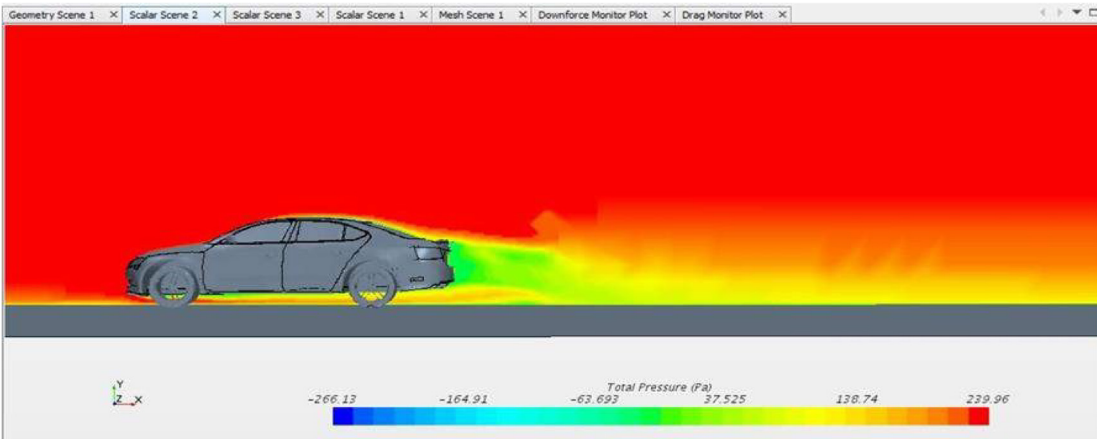 Geometry Scene 1 Scalar Scene 2 Scalar Scene 3 Scalar Scene 1 Mesh Scene 1 Downforce Monitor Plot Drag Monitor Plot
Y
Z X
Total Pressure (Pa)
-266.13 -164.91 -63.693 37.525 138.74 239.96